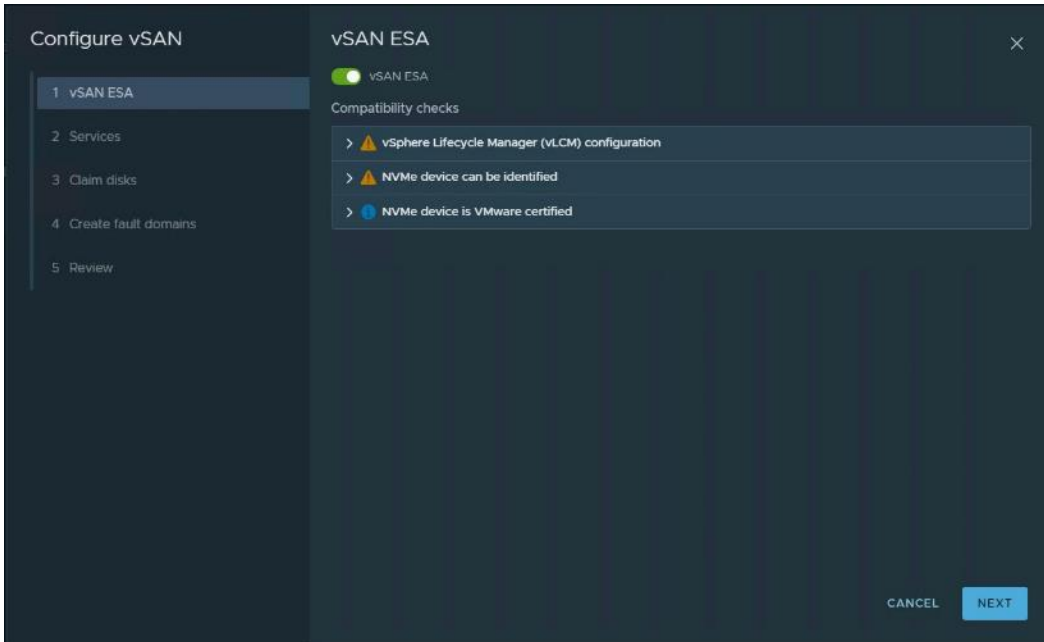 Configure vSAN
1 vSAN ESA
2 Services
3 Claim disks
4 Create fault domains
5 Review
vSAN ESA
vSAN ESA
Compatibility checks
vSphere Lifecycle Manager (vLCM) configuration
NVMe device can be identified
NVMe device is VMware certified
CANCEL
NEXT